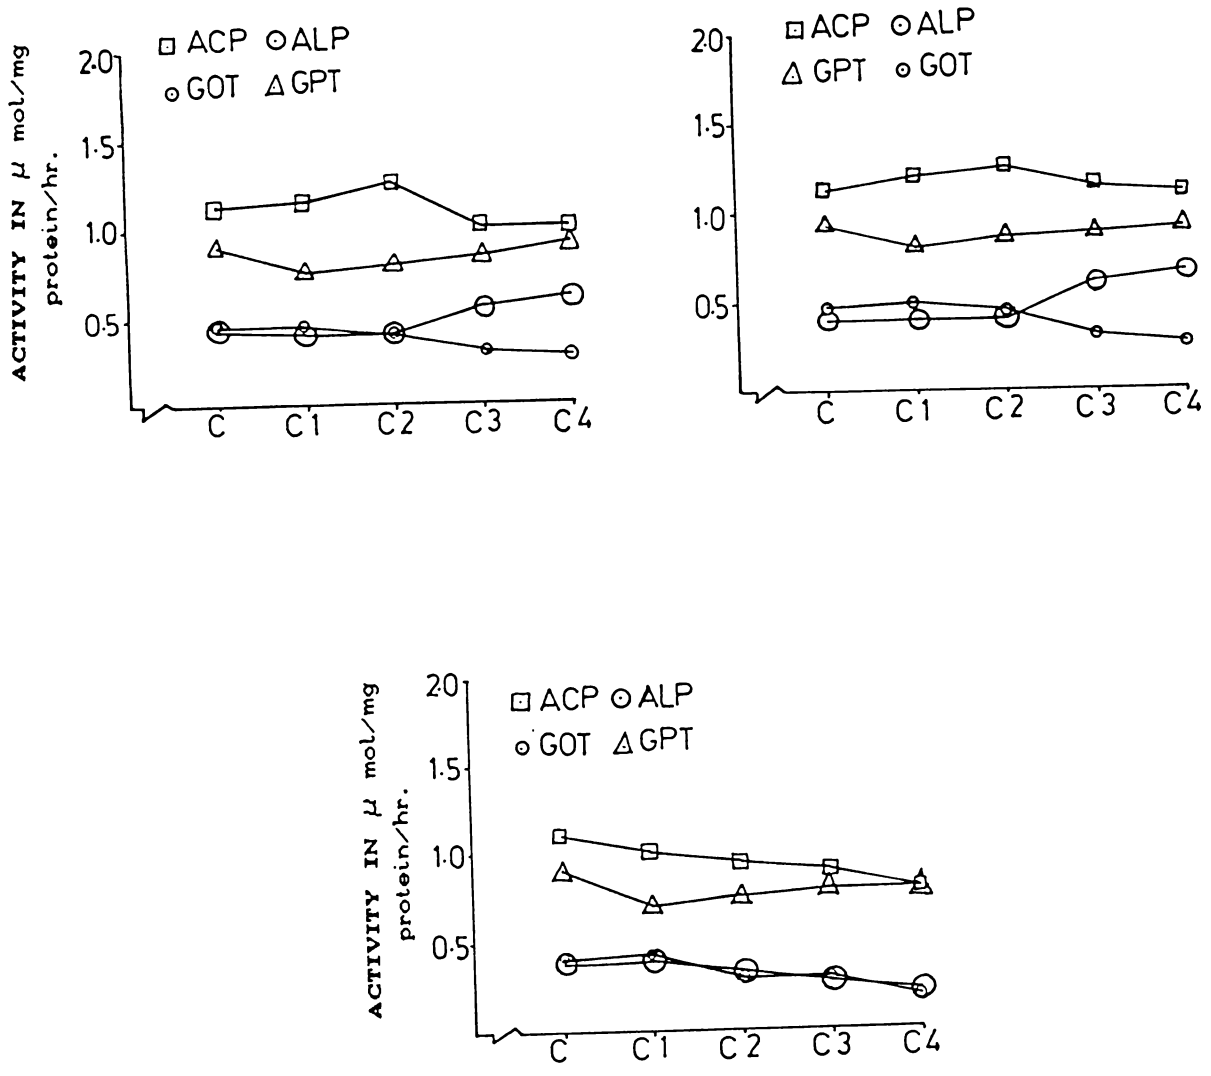 ACTIVITY IN µ mol/mg
protein/hr.
ACP ALP
GOT GPT
2.0
1.5
1.0
0.5
C C1 C2 C3 C4
ACP ALP
GPT GOT
2.0
1.5
1.0
0.5
C C1 C2 C3 C4
ACTIVITY IN µ mol/mg
protein/hr.
ACP ALP
GOT GPT
2.0
1.5
1.0
0.5
C C1 C2 C3 C4